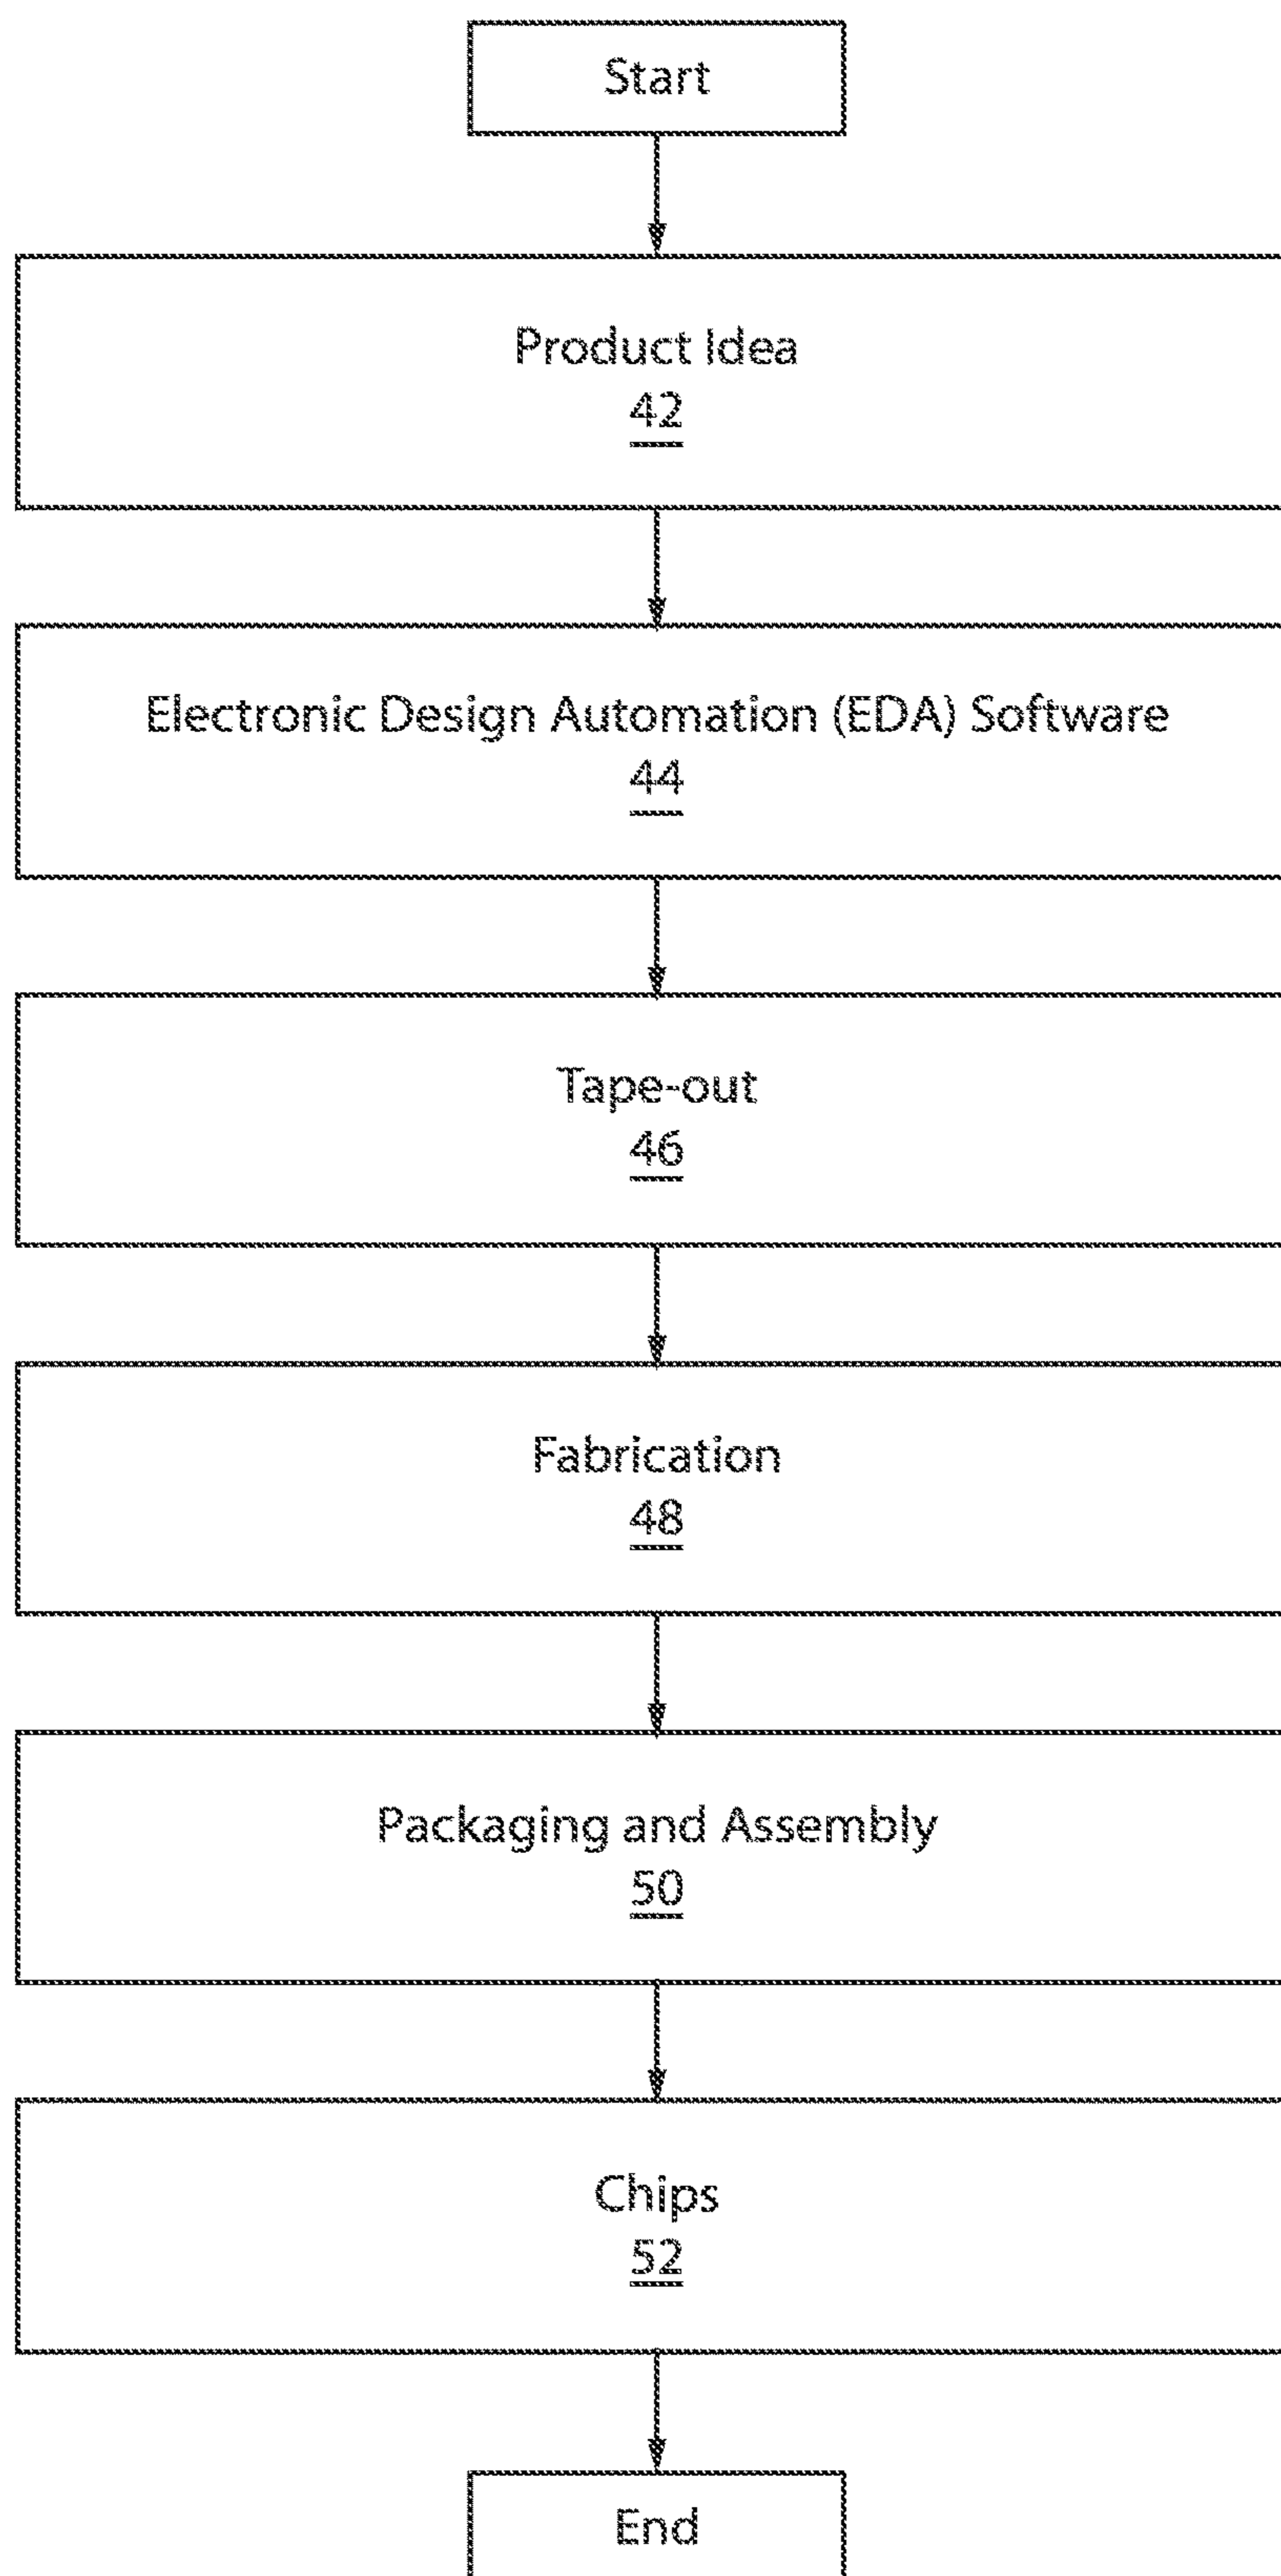 Start
Product Idea
42
Electronic Design Automation (EDA) Software
44
Tape-out
46
Fabrication
48
Packaging and Assembly
50
Chips
52
End